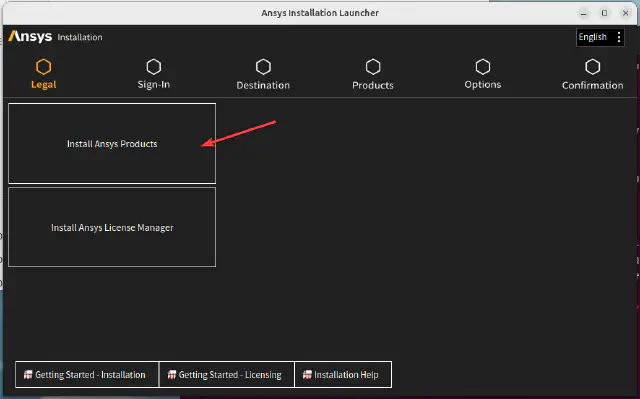 Ansys Installation Launcher
Ansys Installation
English
Legal
Sign-In
Destination
Products
Options
Confirmation
Install Ansys Products
Install Ansys License Manager
Getting Started - Installation
Getting Started - Licensing
Installation Help